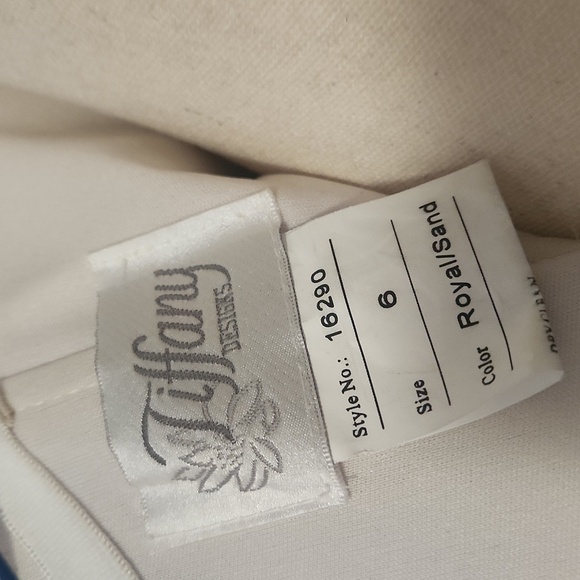 Tiffany
DESIGNS
Style No.: 16290
Size 6
Color Royal/Sand